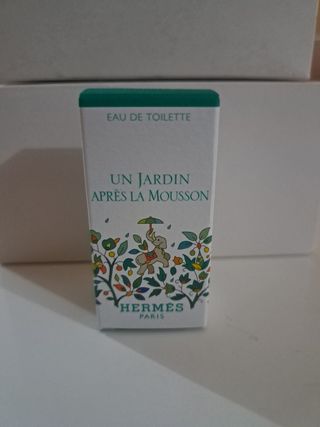 EAU DE TOILETTE
UN JARDIN
APRÈS LA MOUSSON
HERMÈS
PARIS